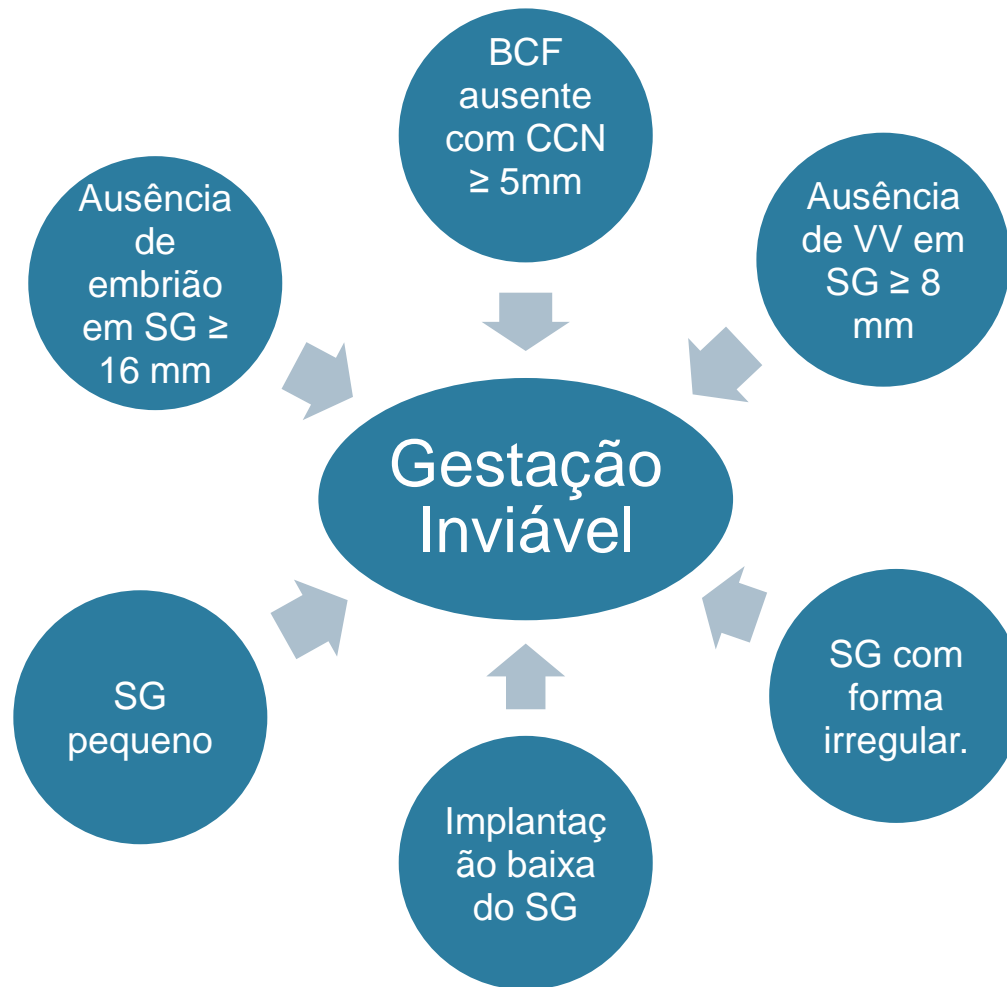 BCF
ausente
com CCN
≥ 5mm
Ausência
de VV em
SG ≥ 8
mm
SG com
forma
irregular.
Implantaç
ão baixa
do SG
SG
pequeno
Ausência
de
embrião
em SG ≥
16 mm
Gestação
Inviável